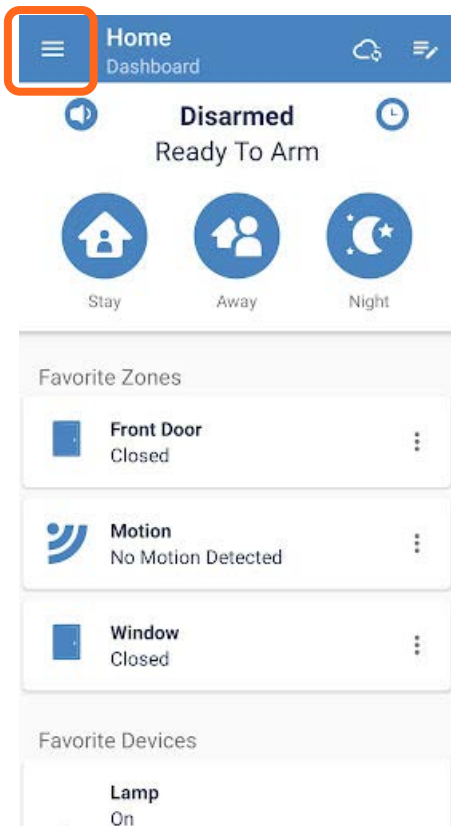 Home
Dashboard
Disarmed
Ready To Arm
Stay Away Night
Favorite Zones
Front Door
Closed
Motion
No Motion Detected
Window
Closed
Favorite Devices
Lamp
On